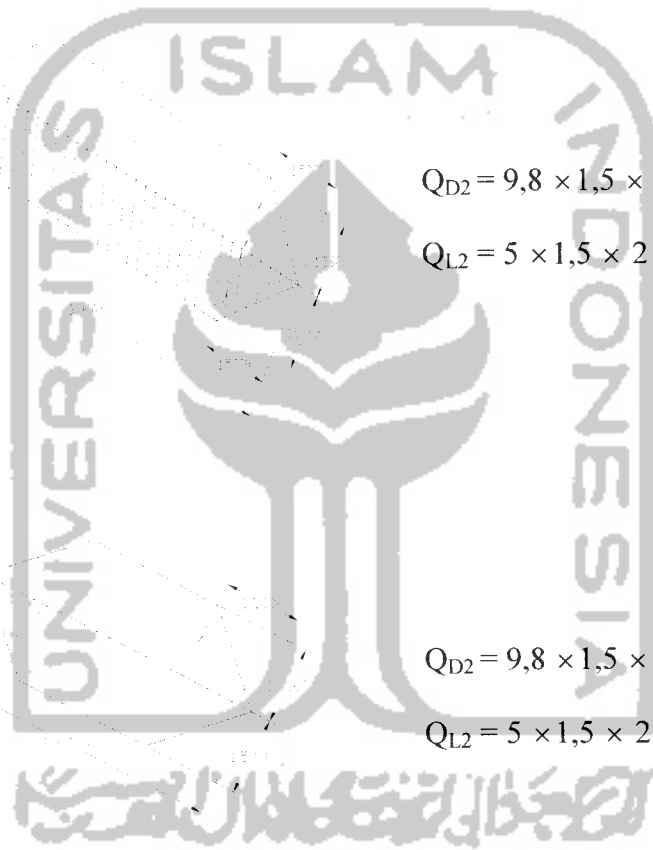 ISLAM
UNIVERSITAS
INDONESIA
Q_D2 = 9,8 × 1,5 ×
Q_L2 = 5 × 1,5 × 2
Q_D2 = 9,8 × 1,5 ×
Q_L2 = 5 × 1,5 × 2